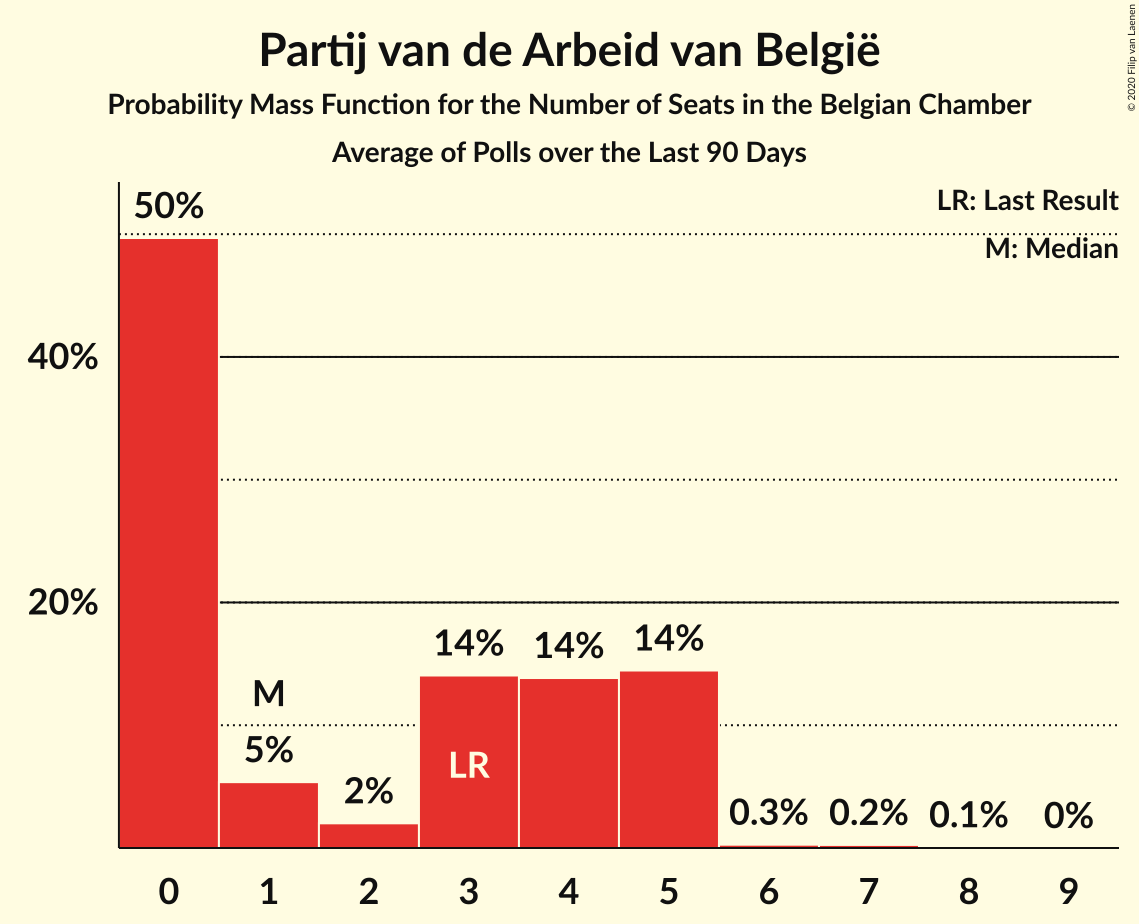 Partij van de Arbeid van België
Probability Mass Function for the Number of Seats in the Belgian Chamber
Average of Polls over the Last 90 Days
© 2020 Filip van Laenen
LR: Last Result
M: Median
50%
40%
20%
M
5%
2%
14%
LR
14%
14%
0.3%
0.2%
0.1%
0%
0 1 2 3 4 5 6 7 8 9